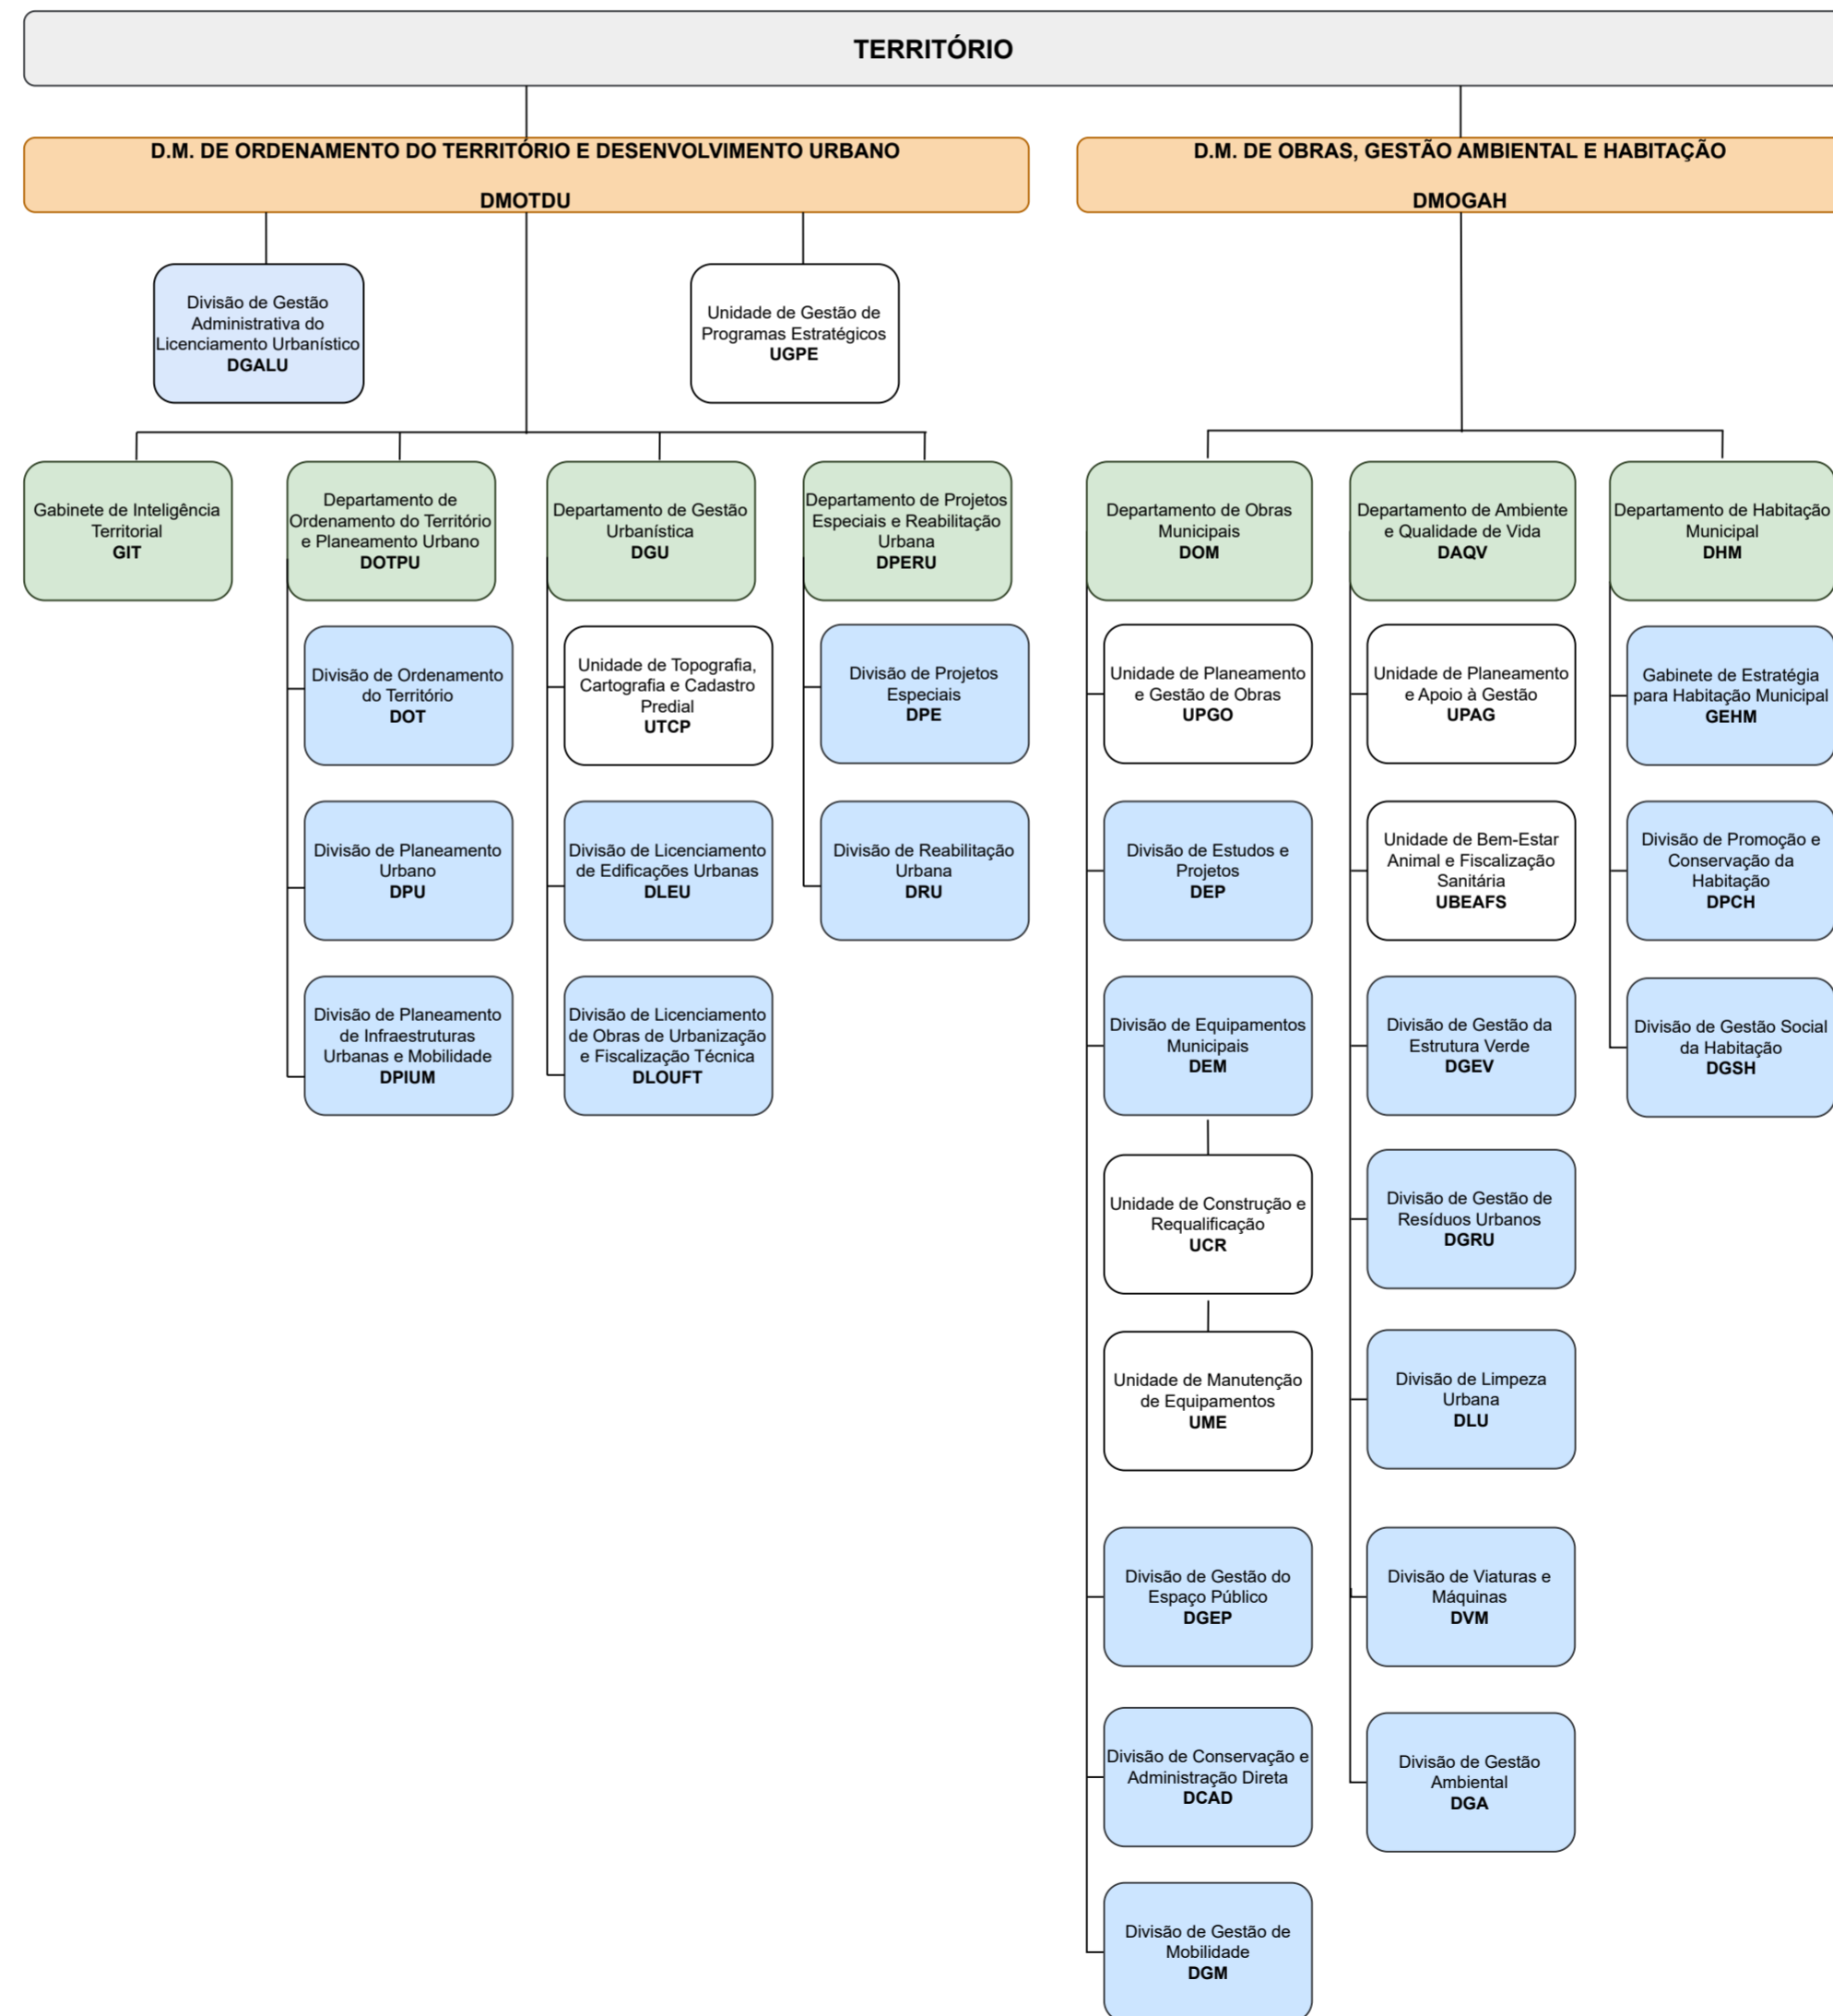 TERRITÓRIO
D.M. DE ORDENAMENTO DO TERRITÓRIO E DESENVOLVIMENTO URBANO
DMOTDU
D.M. DE OBRAS, GESTÃO AMBIENTAL E HABITAÇÃO
DMOGAH
Divisão de Gestão
Administrativa do
Licenciamento Urbanístico
DGALU
Unidade de Gestão de
Programas Estratégicos
UGPE
Gabinete de Inteligência
Territorial
GIT
Departamento de
Ordenamento do Território
e Planeamento Urbano
DOTPU
Departamento de Gestão
Urbanística
DGU
Departamento de Projetos
Especiais e Reabilitação
Urbana
DPERU
Departamento de Obras
Municipais
DOM
Departamento de Ambiente
e Qualidade de Vida
DAQV
Departamento de Habitação
Municipal
DHM
Divisão de Ordenamento
do Território
DOT
Unidade de Topografia,
Cartografia e Cadastro
Predial
UTCP
Divisão de Projetos
Especiais
DPE
Unidade de Planeamento
e Gestão de Obras
UPGO
Unidade de Planeamento
e Apoio à Gestão
UPAG
Gabinete de Estratégia
para Habitação Municipal
GEHM
Divisão de Planeamento
Urbano
DPU
Divisão de Licenciamento
de Edificações Urbanas
DLEU
Divisão de Reabilitação
Urbana
DRU
Divisão de Estudos e
Projetos
DEP
Unidade de Bem-Estar
Animal e Fiscalização
Sanitária
UBEAFS
Divisão de Promoção e
Conservação da
Habitação
DPCH
Divisão de Planeamento
de Infraestruturas
Urbanas e Mobilidade
DPIUM
Divisão de Licenciamento
de Obras de Urbanização
e Fiscalização Técnica
DLOUFT
Divisão de Equipamentos
Municipais
DEM
Divisão de Gestão da
Estrutura Verde
DGEV
Divisão de Gestão Social
da Habitação
DGSH
Unidade de Construção e
Requalificação
UCR
Divisão de Gestão de
Resíduos Urbanos
DGRU
Unidade de Manutenção
de Equipamentos
UME
Divisão de Limpeza
Urbana
DLU
Divisão de Gestão do
Espaço Público
DGEP
Divisão de Viaturas e
Máquinas
DVM
Divisão de Conservação e
Administração Direta
DCAD
Divisão de Gestão
Ambiental
DGA
Divisão de Gestão de
Mobilidade
DGM